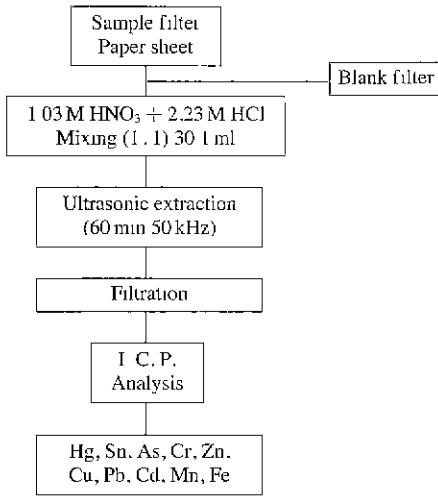 Sample filter
Paper sheet
Blank filter
1 03 M HNO₃ + 2.23 M HCl
Mixing (1 . 1) 30 1 ml
Ultrasonic extraction
(60 min 50 kHz)
Filtration
I C. P.
Analysis
Hg, Sn, As, Cr, Zn,
Cu, Pb, Cd, Mn, Fe